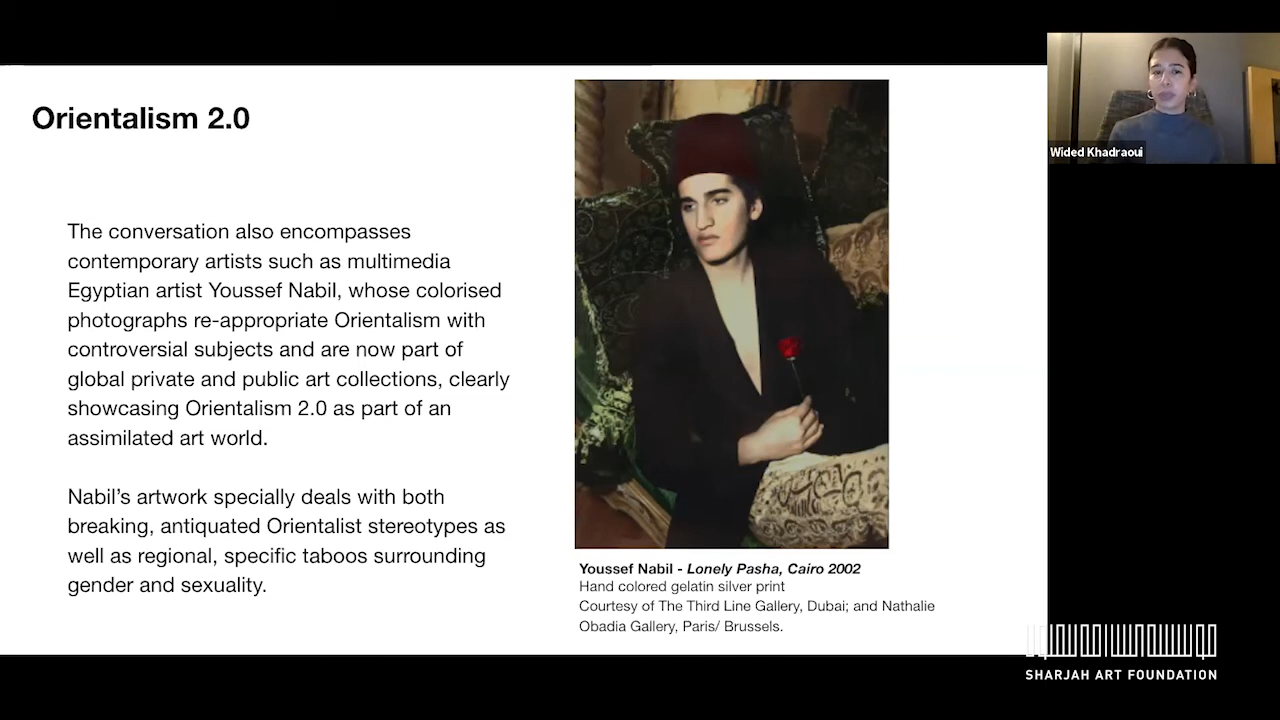 Orientalism 2.0
The conversation also encompasses
contemporary artists such as multimedia
Egyptian artist Youssef Nabil, whose colorised
photographs re-appropriate Orientalism with
controversial subjects and are now part of
global private and public art collections, clearly
showcasing Orientalism 2.0 as part of an
assimilated art world.
Nabil's artwork specially deals with both
breaking, antiquated Orientalist stereotypes as
well as regional, specific taboos surrounding
gender and sexuality.
Youssef Nabil - Lonely Pasha, Cairo 2002
Hand colored gelatin silver print
Courtesy of The Third Line Gallery, Dubai; and Nathalie
Obadia Gallery, Paris/ Brussels.
Wided Khadraoui
SHARJAH ART FOUNDATION